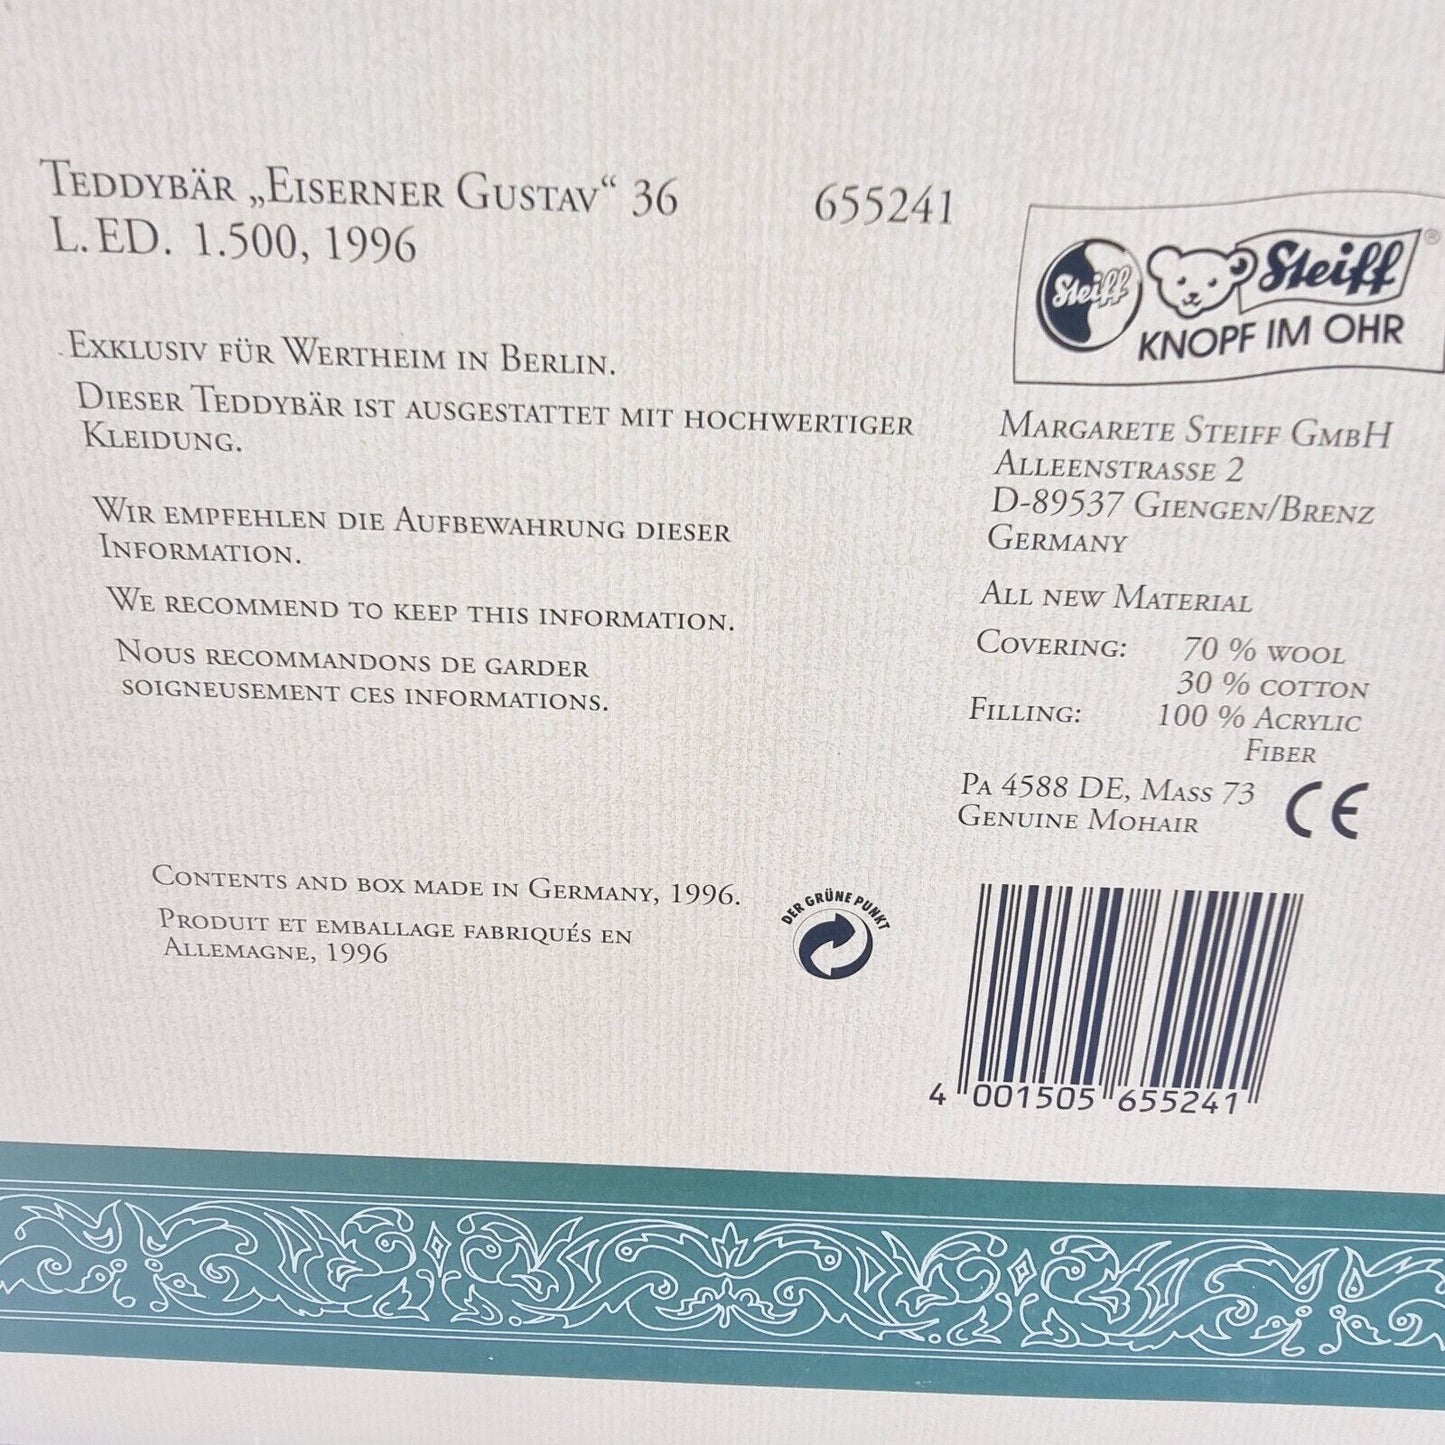 Teddybär „Eiserner Gustav“ 36 655241
L. ED. 1.500, 1996
Exklusiv für Wertheim in Berlin.
Dieser Teddybär ist ausgestattet mit hochwertiger
Kleidung.
Wir empfehlen die Aufbewahrung dieser
Information.
We recommend to keep this information.
Nous recommandons de garder
soigneusement ces informations.
Contents and box made in Germany, 1996.
Produit et emballage fabriqués en
Allemagne, 1996
DER GRÜNE PUNKT
Steiff
Steiff ®
KNOPF IM OHR
Margarete Steiff GmbH
Alleenstrasse 2
D-89537 Giengen/Brenz
Germany
All new Material
Covering: 70 % wool
30 % cotton
Filling: 100 % Acrylic
Fiber
Pa 4588 DE, Mass 73
Genuine Mohair
CE
4 001505 655241